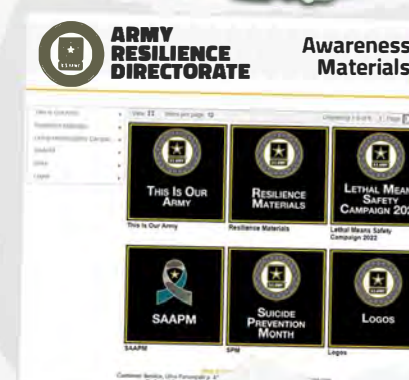 ARMY
RESILIENCE
DIRECTORATE
Awareness
Materials
THIS IS OUR
ARMY
This Is Our Army
RESILIENCE
MATERIALS
Resilience Materials
LETHAL MEAN
SAFETY
CAMPAIGN 202
Lethal Means Safety
Campaign 2022
SAAPM
SAAPM
SUICIDE
PREVENTION
MONTH
SPM
LOGOS
Logos